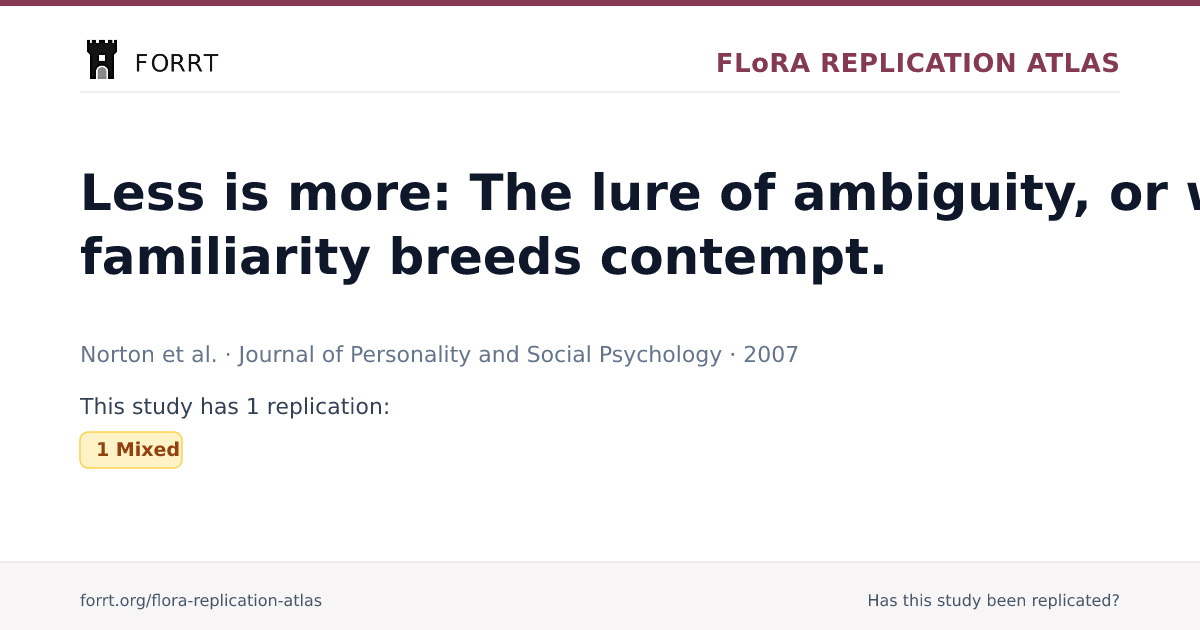 FORRT
FLoRA REPLICATION ATLAS
Less is more: The lure of ambiguity, or
familiarity breeds contempt.
Norton et al. · Journal of Personality and Social Psychology · 2007
This study has 1 replication:
1 Mixed
forrt.org/flora-replication-atlas
Has this study been replicated?